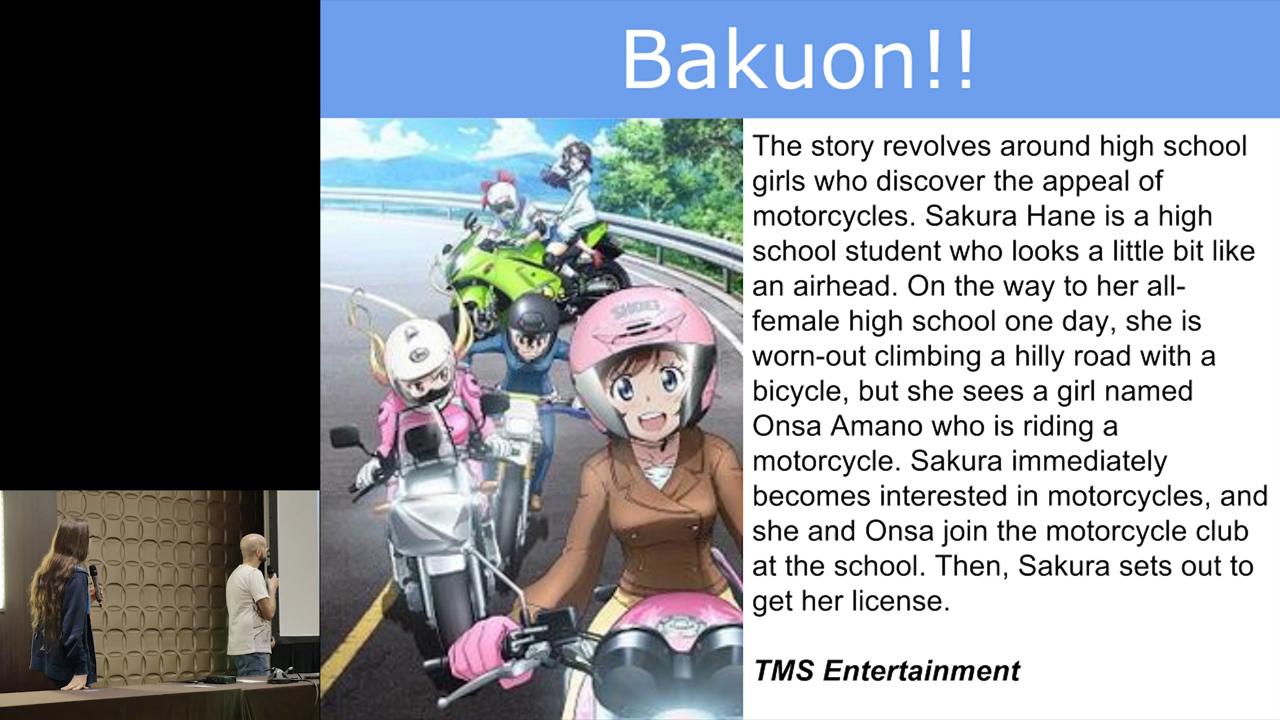 Bakuon!!
The story revolves around high school
girls who discover the appeal of
motorcycles. Sakura Hane is a high
school student who looks a little bit like
an airhead. On the way to her all-
female high school one day, she is
worn-out climbing a hilly road with a
bicycle, but she sees a girl named
Onsa Amano who is riding a
motorcycle. Sakura immediately
becomes interested in motorcycles, and
she and Onsa join the motorcycle club
at the school. Then, Sakura sets out to
get her license.
TMS Entertainment
SHOEI